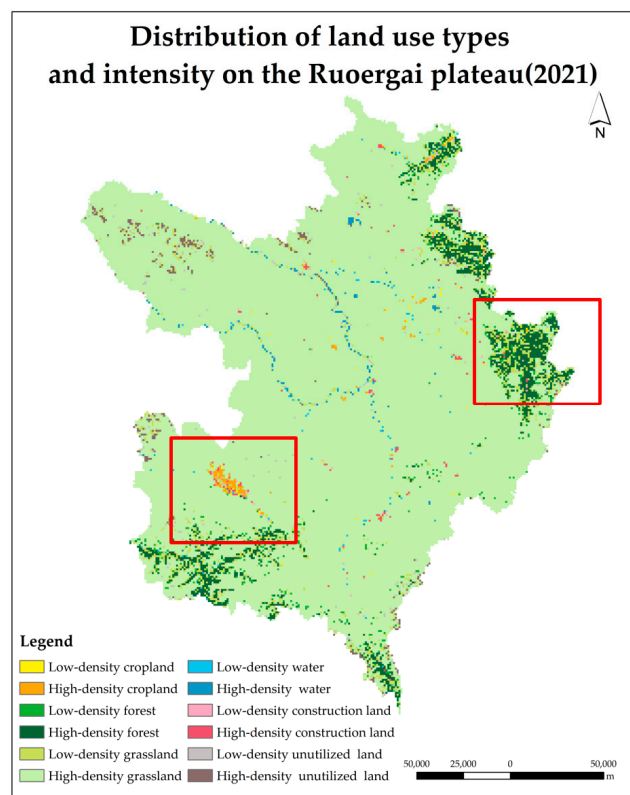 Distribution of land use types
and intensity on the Ruoergai plateau(2021)
N
Legend
Low-density cropland
High-density cropland
Low-density forest
High-density forest
Low-density grassland
High-density grassland
Low-density water
High-density water
Low-density construction land
High-density construction land
Low-density unutilized land
High-density unutilized land
50,000 25,000 0 50,000
m